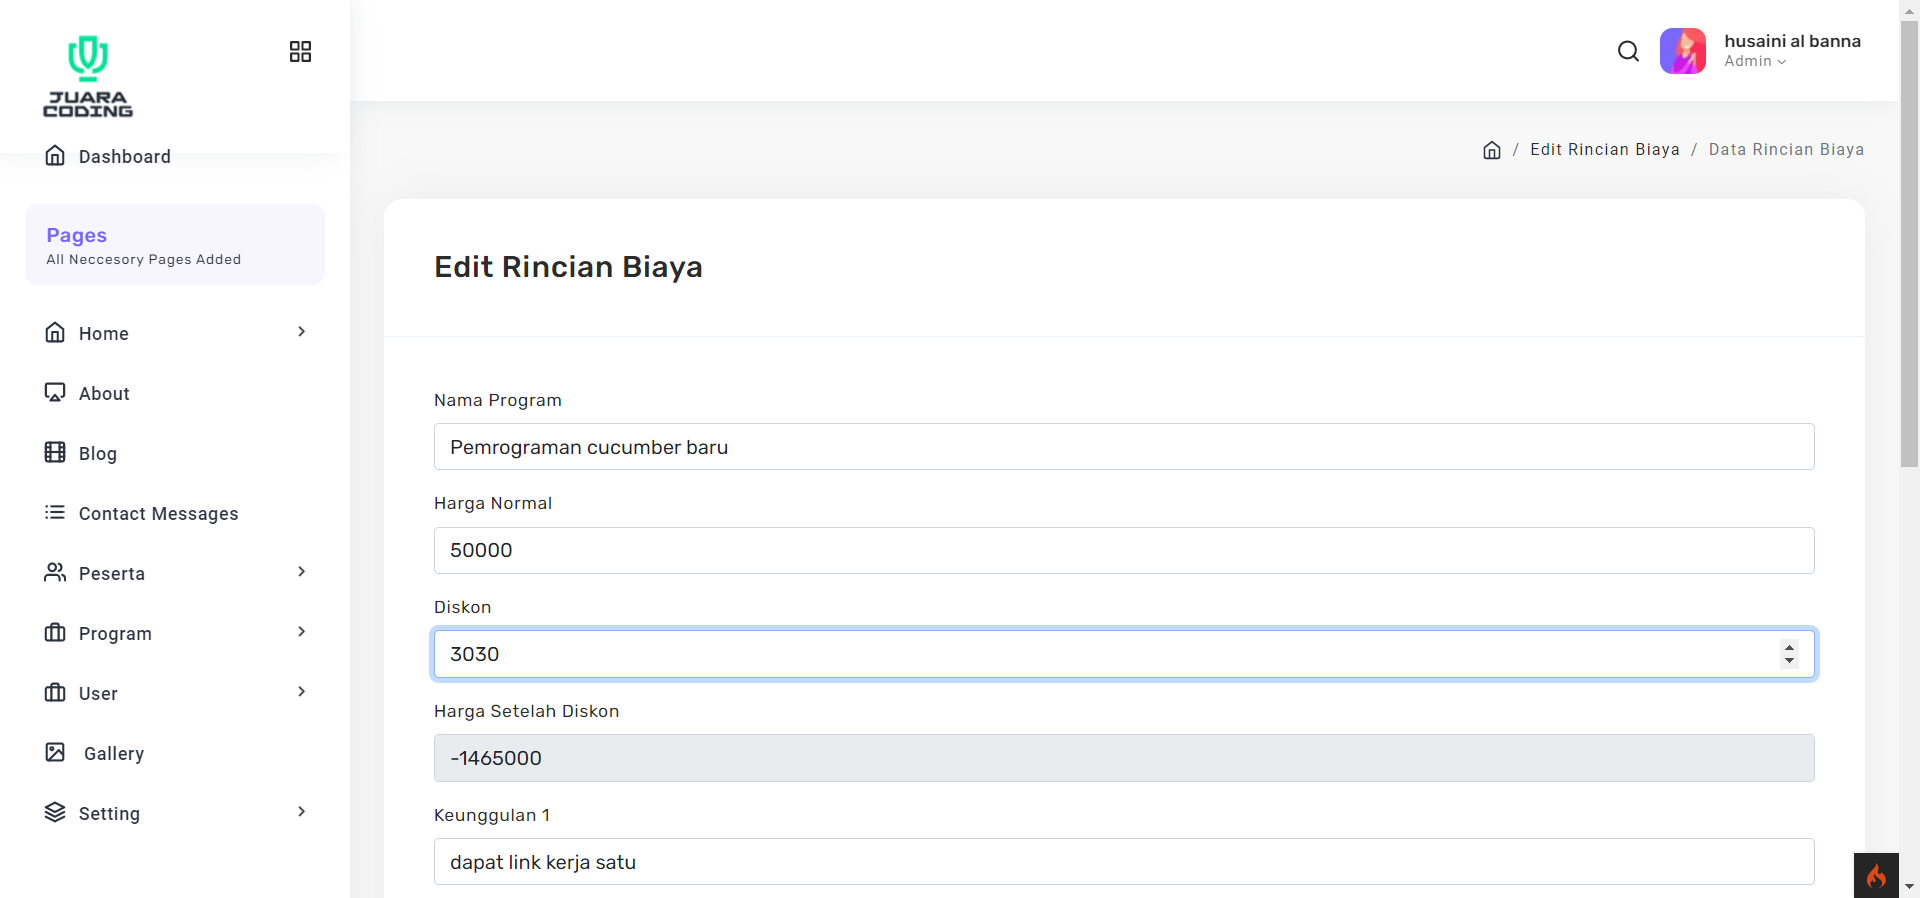 JUARA
CODING
husaini al banna
Admin
Dashboard
Edit Rincian Biaya / Data Rincian Biaya
Pages
All Neccesory Pages Added
Home
About
Blog
Contact Messages
Peserta
Program
User
Gallery
Setting
Edit Rincian Biaya
Nama Program
Pemrograman cucumber baru
Harga Normal
50000
Diskon
3030
Harga Setelah Diskon
-1465000
Keunggulan 1
dapat link kerja satu